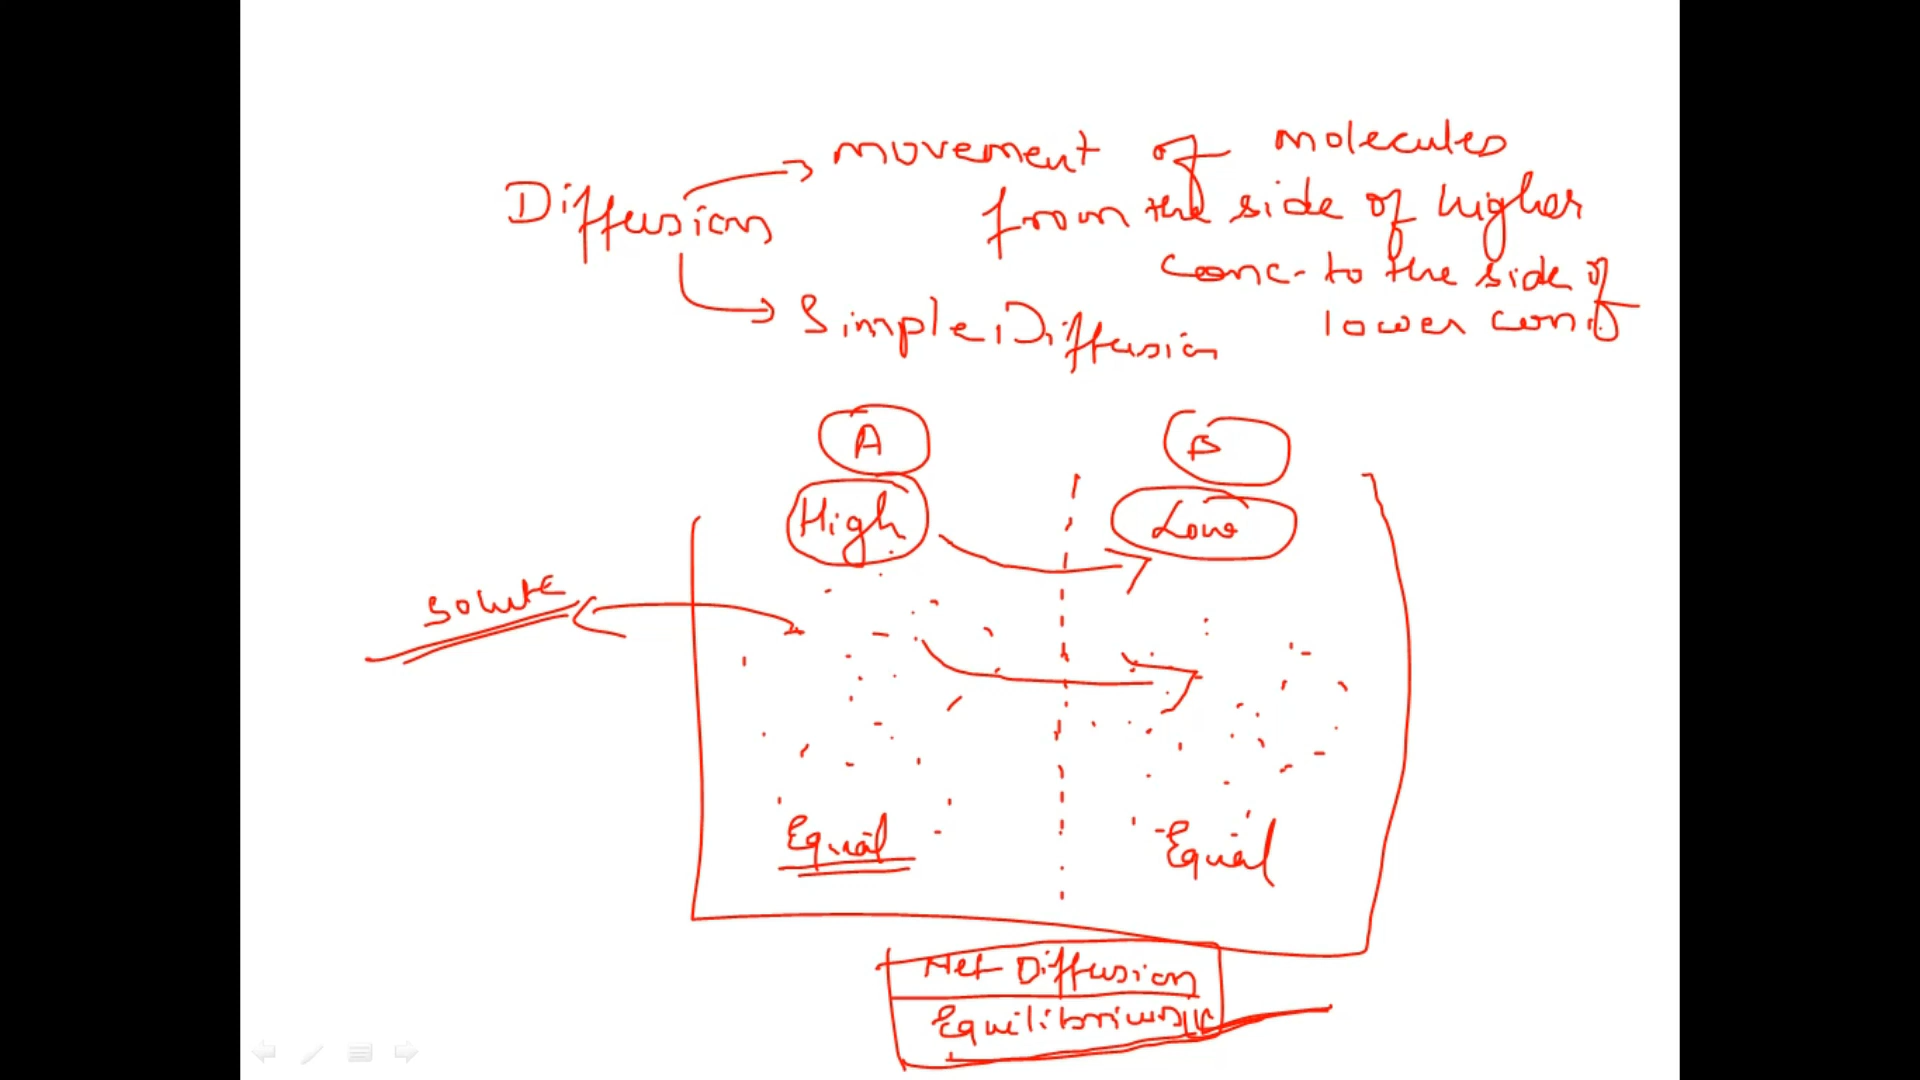 Diffusion → movement of molecules
from the side of higher
conc. to the side of
lower conc.
Simple Diffusion
A B
High Low
Solute
Equal Equal
Net Diffusion
Equilibrium